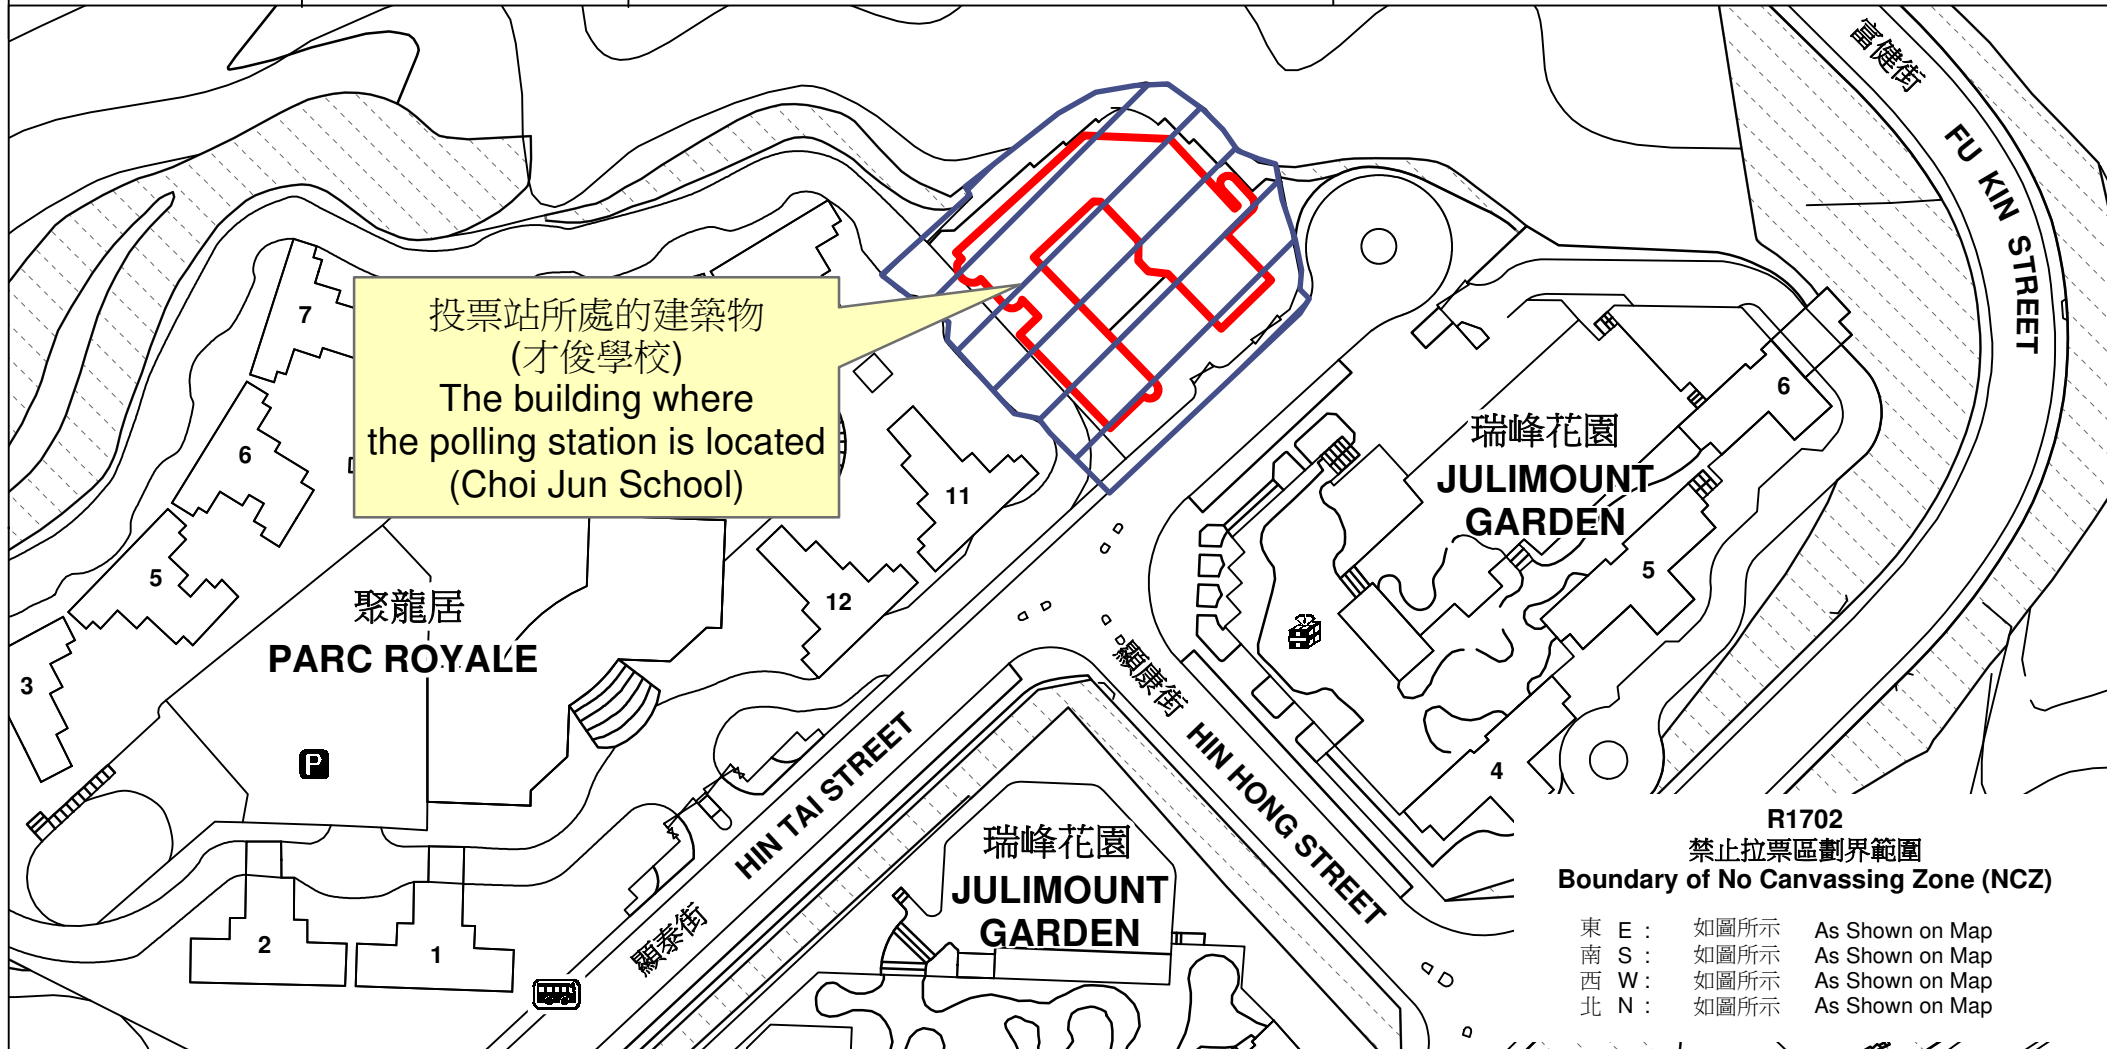 富健街
FU KIN STREET
投票站所處的建築物
(才俊學校)
The building where
the polling station is located
(Choi Jun School)
7
6
5
3
11
12
聚龍居
PARC ROYALE
P
2
1
瑞峰花園
JULIMOUNT
GARDEN
6
5
4
顯康街 HIN HONG STREET
HIN TAI STREET
顯泰街
瑞峰花園
JULIMOUNT
GARDEN
R1702
禁止拉票區劃界範圍
Boundary of No Canvassing Zone (NCZ)
東 E : 如圖所示 As Shown on Map
南 S : 如圖所示 As Shown on Map
西 W : 如圖所示 As Shown on Map
北 N : 如圖所示 As Shown on Map